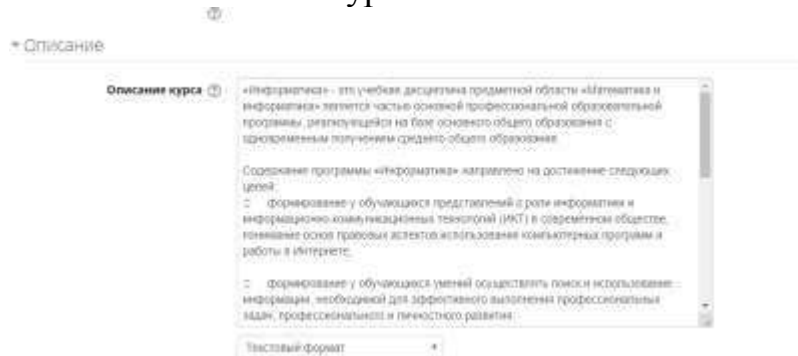 Описание
Описание курса
«Информатика» - это учебная дисциплина предметной области «Математика и
информатика» является частью основной профессиональной образовательной
программы, реализующейся на базе основного общего образования с
одновременным получением среднего общего образования.
Содержание программы «Информатика» направлено на достижение следующих
целей:
формирование у обучающихся представлений о роли информатики и
информационно-коммуникационных технологий (ИКТ) в современном обществе,
понимание основ правовых аспектов использования компьютерных программ и
работы в Интернете;
формирование у обучающихся умений осуществлять поиск и использование
информации, необходимой для эффективного выполнения профессиональных
задач, профессионального и личностного развития;
Текстовый формат